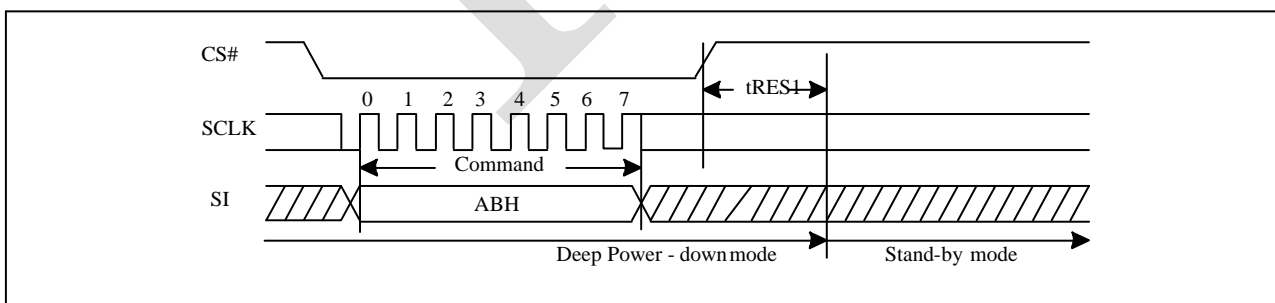 CS#
tRES1
0 1 2 3 4 5 6 7
SCLK
Command
SI
ABH
Deep Power - down mode
Stand-by mode